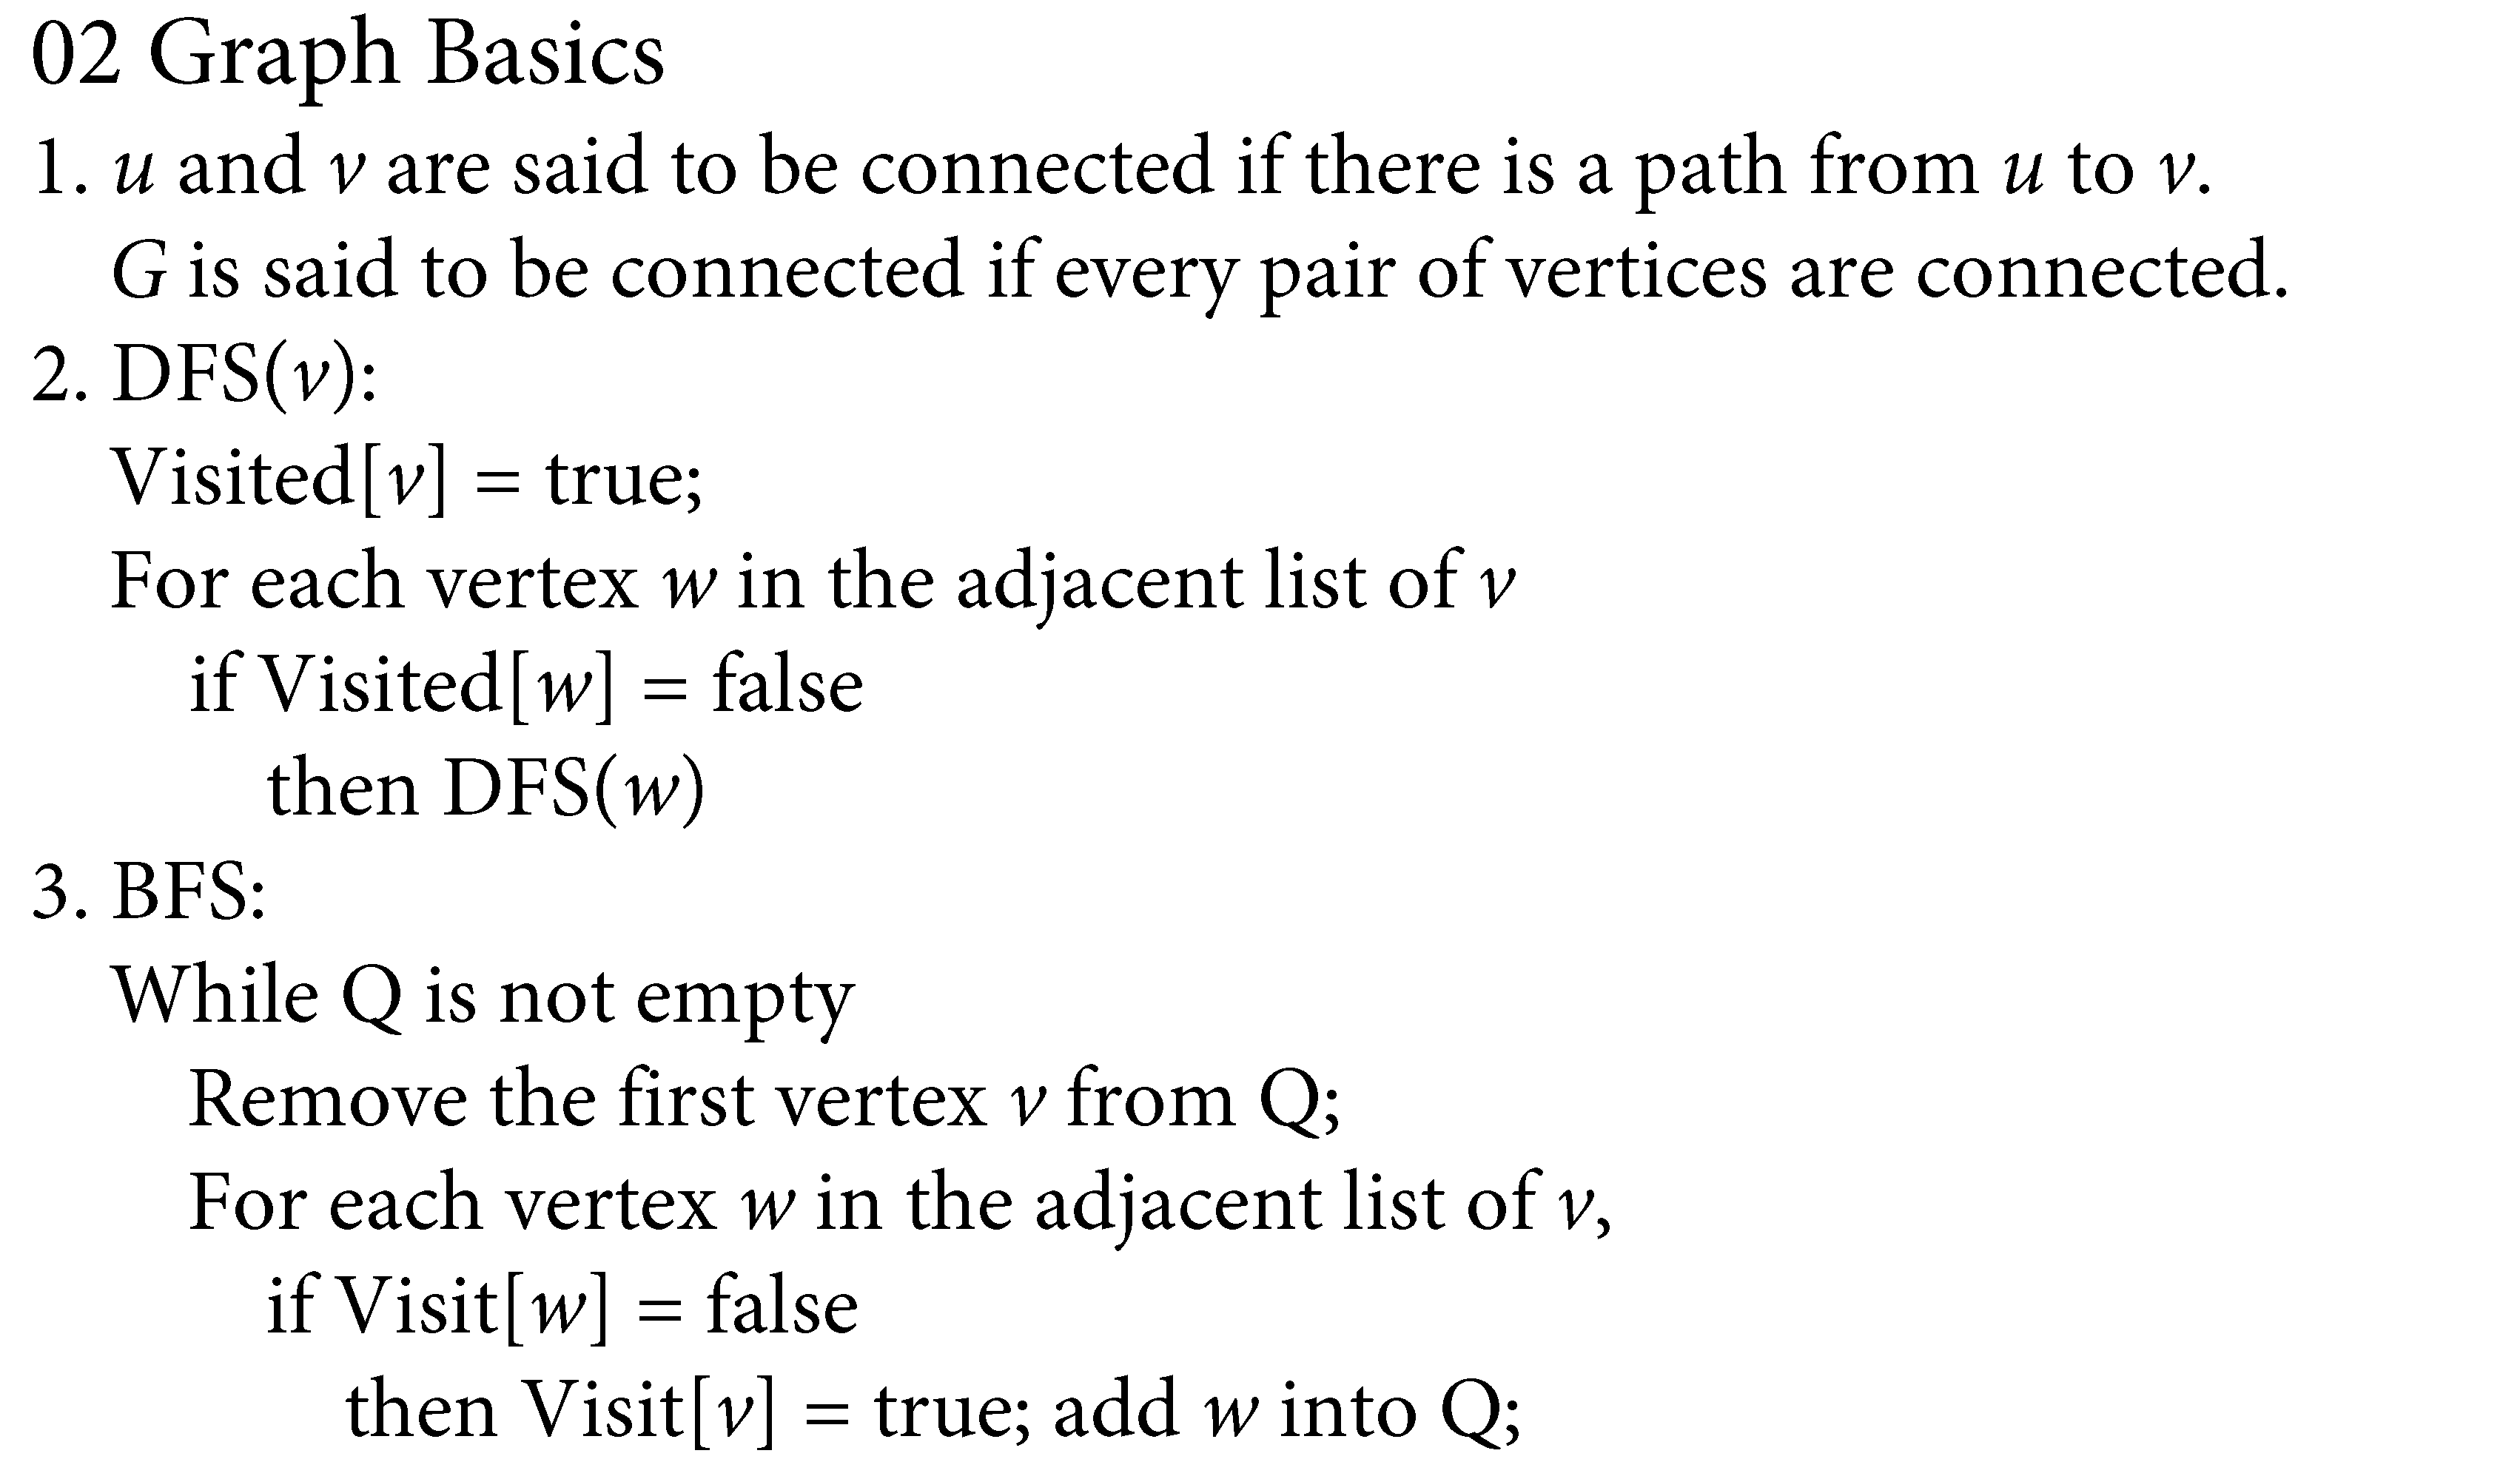 02 Graph Basics
1. u and v are said to be connected if there is a path from u to v.
G is said to be connected if every pair of vertices are connected.
2. DFS(v):
Visited[v] = true;
For each vertex w in the adjacent list of v
if Visited[w] = false
then DFS(w)
3. BFS:
While Q is not empty
Remove the first vertex v from Q;
For each vertex w in the adjacent list of v,
if Visit[w] = false
then Visit[v] = true; add w into Q;